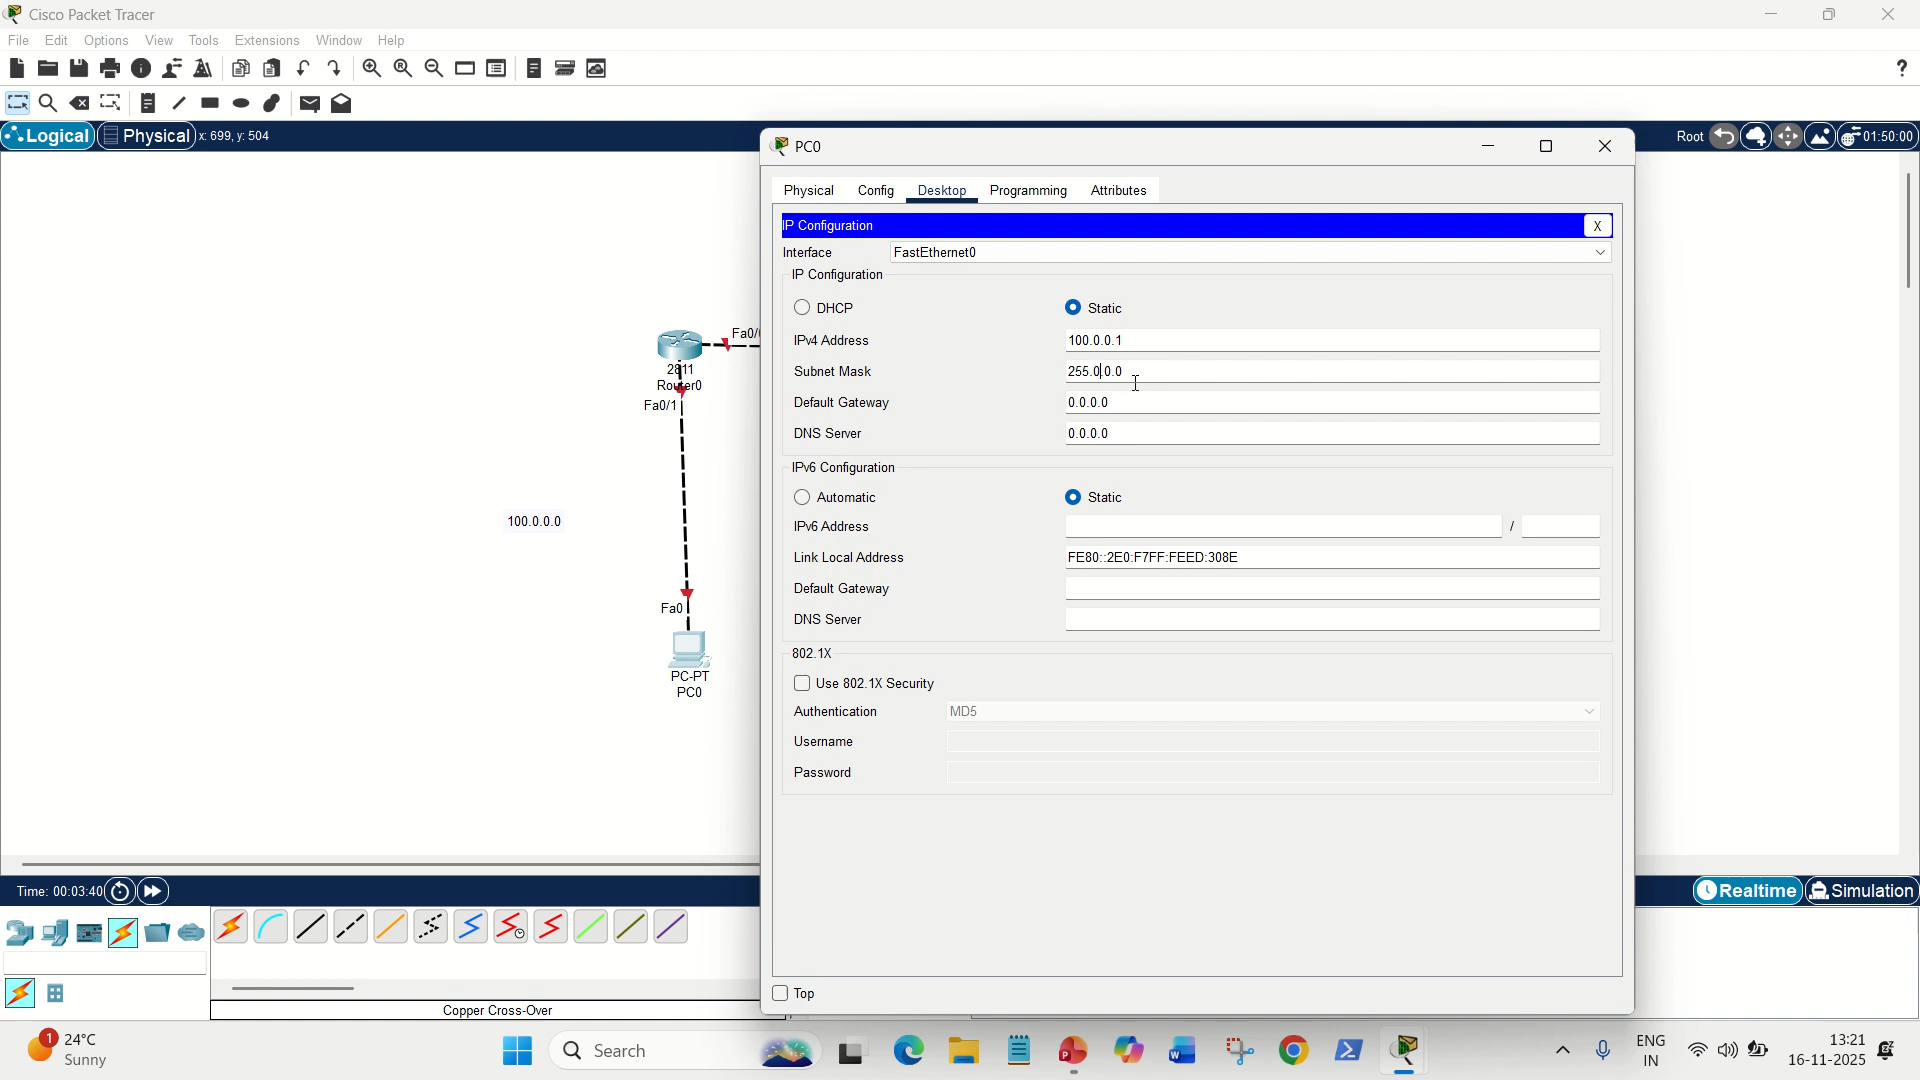 Cisco Packet Tracer
File Edit Options View Tools Extensions Window Help
?
Logical Physical x: 699, y: 504 Root 01:50:00
PC0
Physical Config Desktop Programming Attributes
IP Configuration X
Interface FastEthernet0
IP Configuration
DHCP Static
IPv4 Address 100.0.0.1
Subnet Mask 255.0.0.0
Default Gateway 0.0.0.0
DNS Server 0.0.0.0
IPv6 Configuration
Automatic Static
IPv6 Address /
Link Local Address FE80::2E0:F7FF:FEED:308E
Default Gateway
DNS Server
802.1X
Use 802.1X Security
Authentication MD5
Username
Password
Top
Fa0/
2811
Router0
Fa0/1
100.0.0.0
Fa0
PC-PT
PC0
Time: 00:03:40 Realtime Simulation
Copper Cross-Over
1 24°C
Sunny
Search
ENG
IN
13:21
16-11-2025